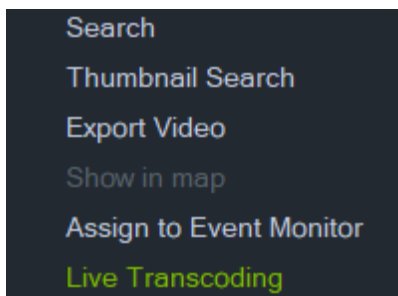 Search
Thumbnail Search
Export Video
Show in map
Assign to Event Monitor
Live Transcoding